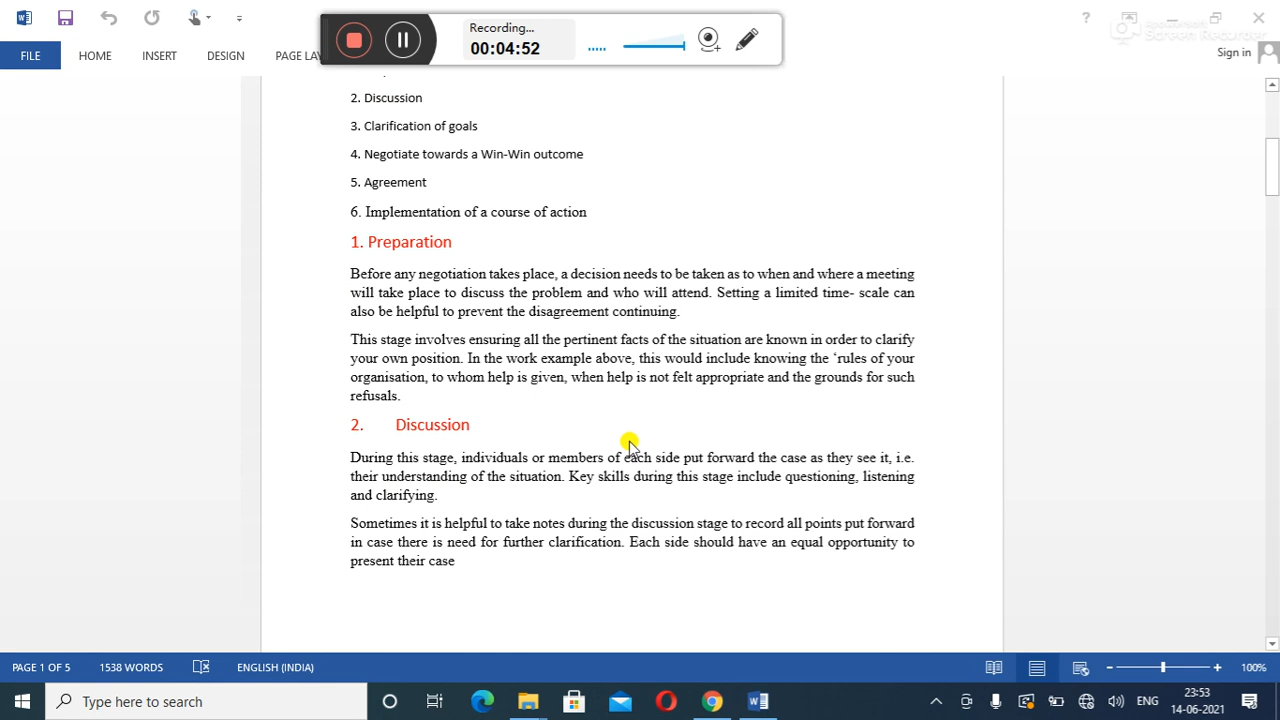 Recording...
00:04:52
Apowersoft
Screen Recorder
Sign in
FILE HOME INSERT DESIGN PAGE LA
2. Discussion
3. Clarification of goals
4. Negotiate towards a Win-Win outcome
5. Agreement
6. Implementation of a course of action
1. Preparation
Before any negotiation takes place, a decision needs to be taken as to when and where a meeting
will take place to discuss the problem and who will attend. Setting a limited time- scale can
also be helpful to prevent the disagreement continuing.
This stage involves ensuring all the pertinent facts of the situation are known in order to clarify
your own position. In the work example above, this would include knowing the ‘rules of your
organisation, to whom help is given, when help is not felt appropriate and the grounds for such
refusals.
2. Discussion
During this stage, individuals or members of each side put forward the case as they see it, i.e.
their understanding of the situation. Key skills during this stage include questioning, listening
and clarifying.
Sometimes it is helpful to take notes during the discussion stage to record all points put forward
in case there is need for further clarification. Each side should have an equal opportunity to
present their case
PAGE 1 OF 5 1538 WORDS ENGLISH (INDIA) 100%
Type here to search
ENG
23:53
14-06-2021